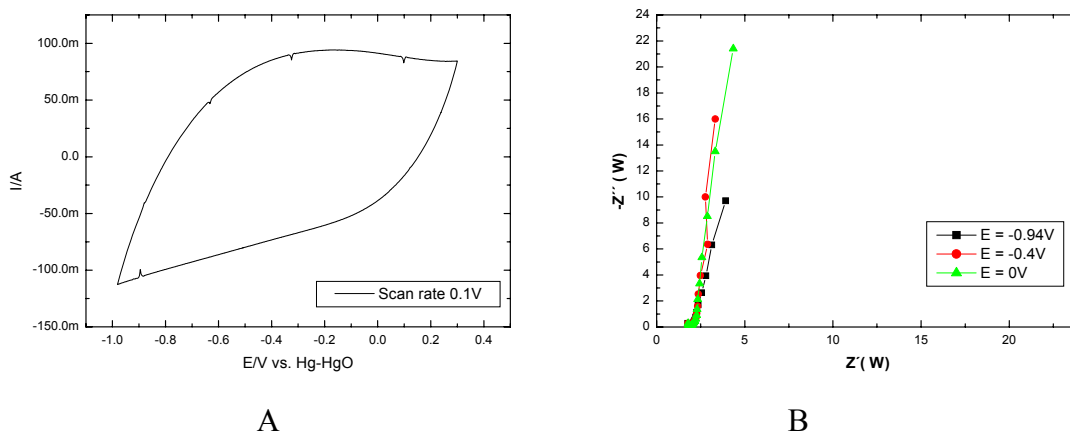 100.0m
50.0m
0.0
-50.0m
-100.0m
-150.0m
I/A
-1.0 -0.8 -0.6 -0.4 -0.2 0.0 0.2 0.4
E/V vs. Hg-HgO
Scan rate 0.1V
A
24
22
20
18
16
14
12
10
8
6
4
2
0
-Z´´ ( W)
0 5 10 15 20
Z´( W)
E = -0.94V
E = -0.4V
E = 0V
B